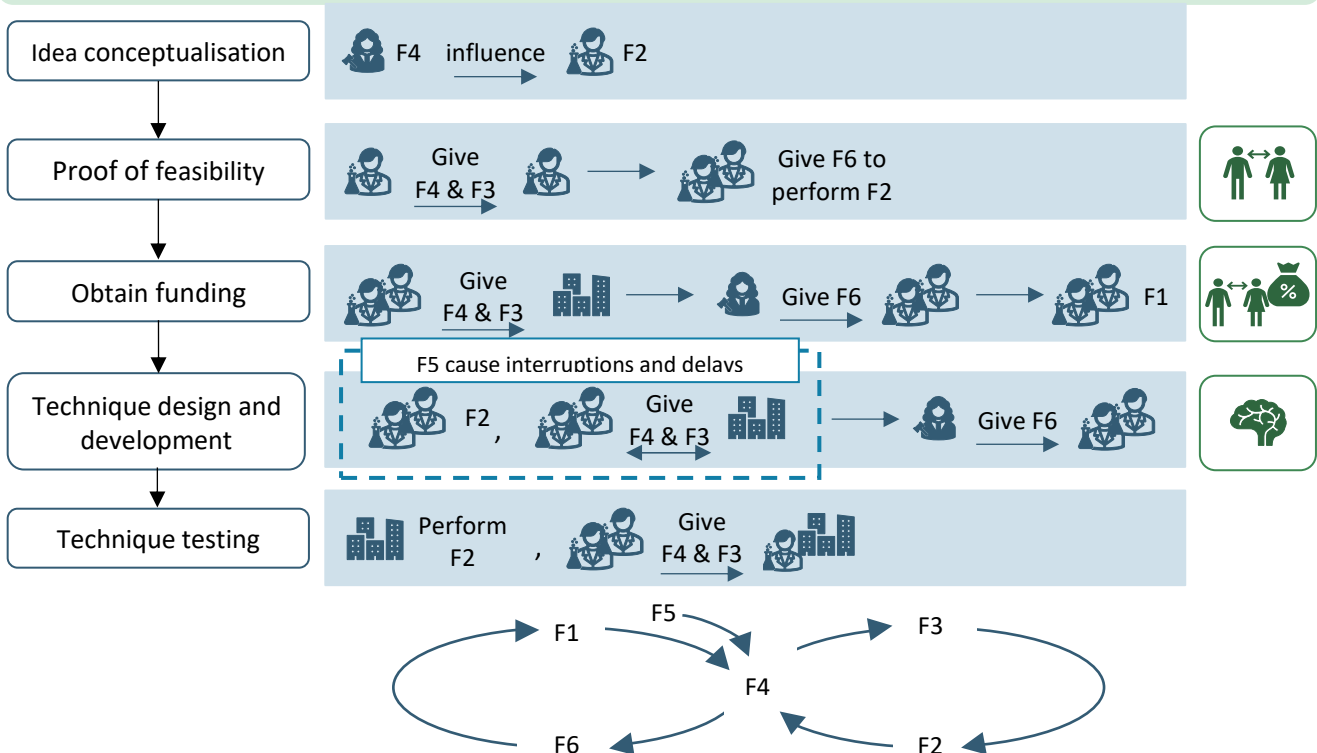 Idea conceptualisation
F4 influence F2
Proof of feasibility
Give
F4 & F3
Give F6 to
perform F2
Obtain funding
Give
F4 & F3
Give F6
F1
%
F5 cause interruptions and delays
Technique design and
development
F2 ,
Give
F4 & F3
Give F6
Technique testing
Perform
F2
,
Give
F4 & F3
F5
F1
F3
F4
F6
F2